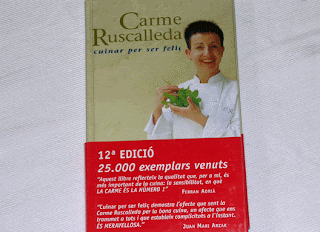 Carme
Ruscalleda
cuinar per ser feliç
12ª EDICIÓ
25.000 exemplars venuts
"Aquest llibre reflecteix la qualitat que, per a mi, és
més important de la cuina: la sensibilitat, en què
LA CARME ÉS LA NÚMERO 1"
FERRAN ADRIÀ
"Cuinar per ser feliç demostra l'afecte que sent la
Carme Ruscalleda per la bona cuina, un afecte que ens
transmet a tots i que estableix complicitats a l'instant.
ÉS MERAVELLOSA."
JUAN MARI ARZAK